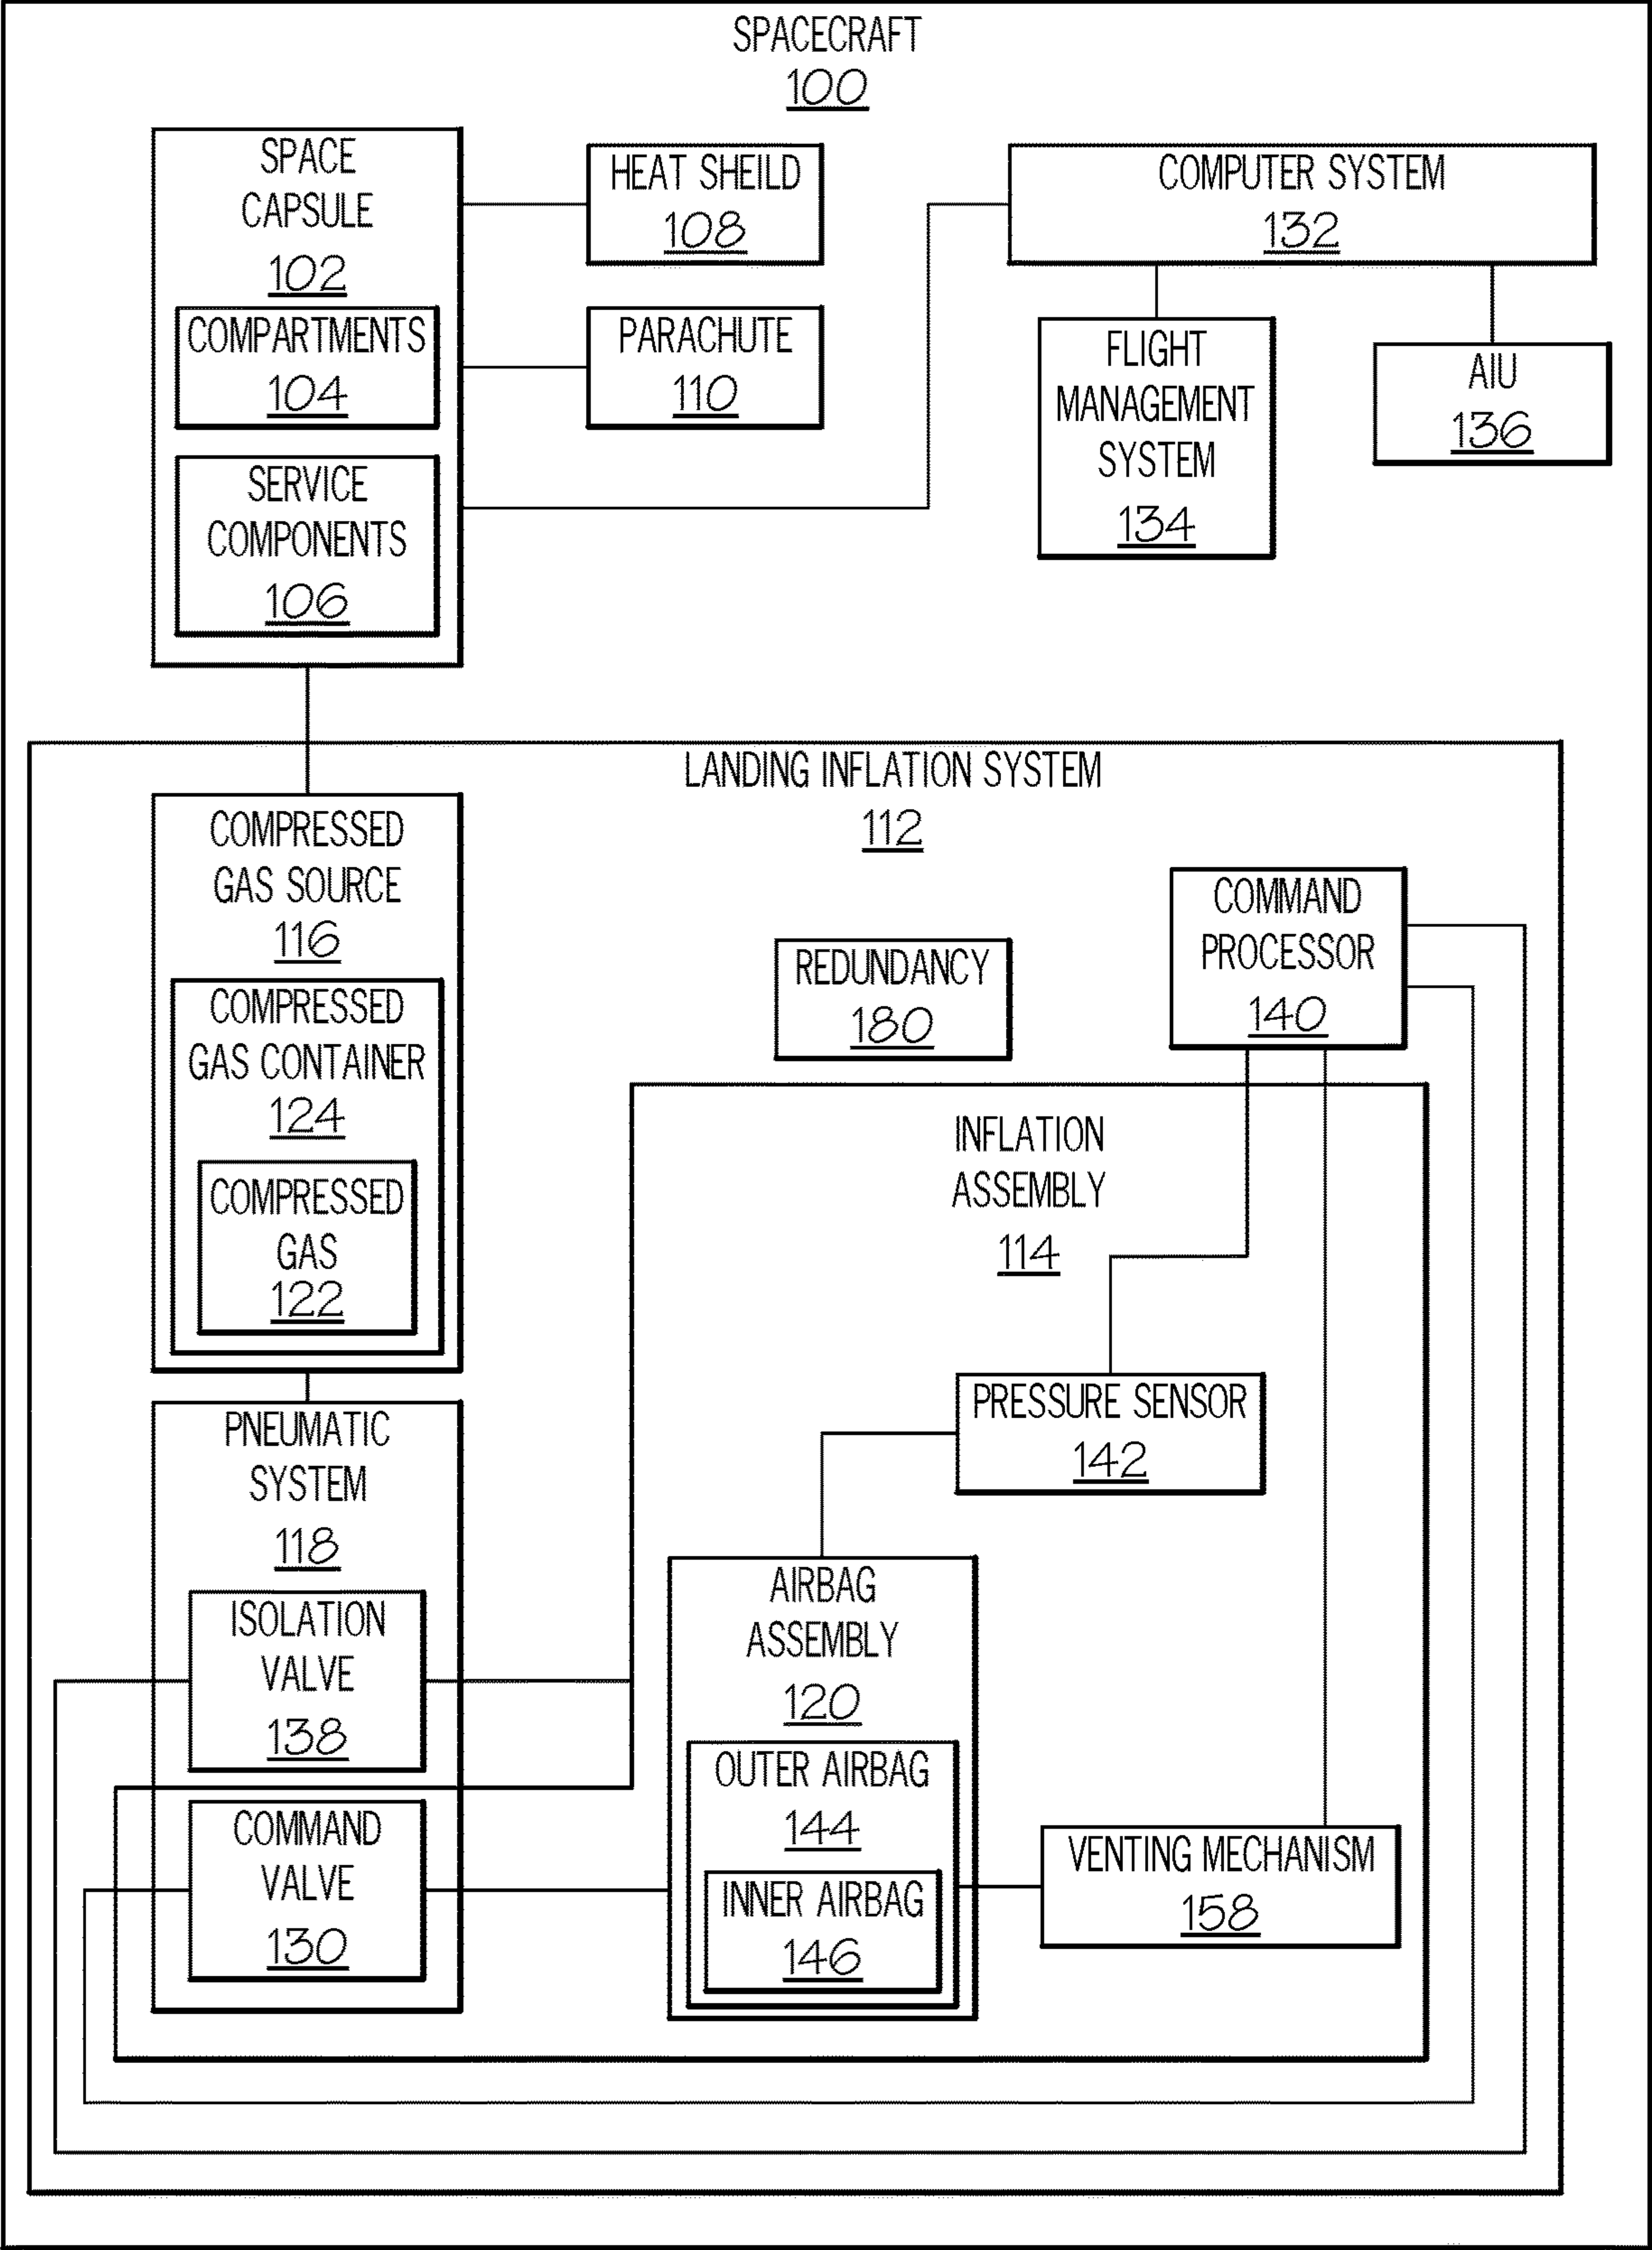 SPACECRAFT
100
SPACE
CAPSULE
102
COMPARTMENTS
104
SERVICE
COMPONENTS
106
HEAT SHEILD
108
PARACHUTE
110
COMPUTER SYSTEM
132
FLIGHT
MANAGEMENT
SYSTEM
134
AIU
136
LANDING INFLATION SYSTEM
112
COMPRESSED
GAS SOURCE
116
COMPRESSED
GAS CONTAINER
124
COMPRESSED
GAS
122
REDUNDANCY
180
COMMAND
PROCESSOR
140
INFLATION
ASSEMBLY
114
PRESSURE SENSOR
142
PNEUMATIC
SYSTEM
118
ISOLATION
VALVE
138
COMMAND
VALVE
130
AIRBAG
ASSEMBLY
120
OUTER AIRBAG
144
INNER AIRBAG
146
VENTING MECHANISM
158